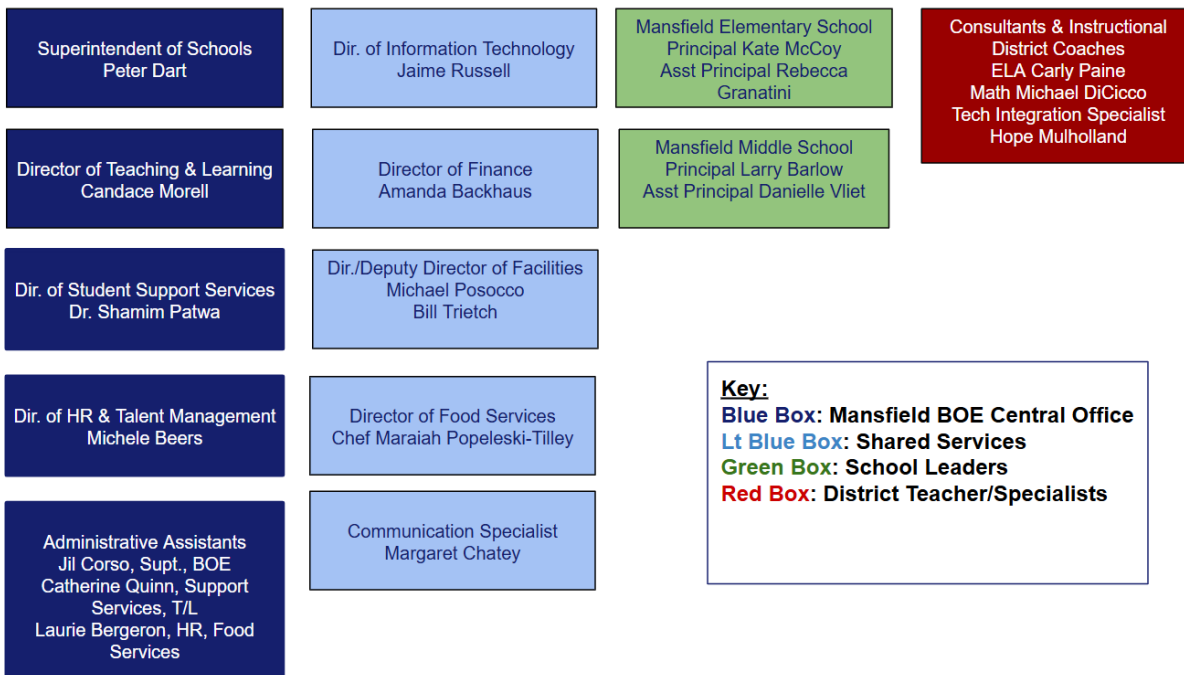 Superintendent of Schools
Peter Dart
Director of Teaching & Learning
Candace Morell
Dir. of Student Support Services
Dr. Shamim Patwa
Dir. of HR & Talent Management
Michele Beers
Administrative Assistants
Jil Corso, Supt., BOE
Catherine Quinn, Support
Services, T/L
Laurie Bergeron, HR, Food
Services
Dir. of Information Technology
Jaime Russell
Director of Finance
Amanda Backhaus
Dir./Deputy Director of Facilities
Michael Posocco
Bill Trietch
Director of Food Services
Chef Maraiah Popeleski-Tilley
Communication Specialist
Margaret Chatey
Mansfield Elementary School
Principal Kate McCoy
Asst Principal Rebecca
Granatini
Mansfield Middle School
Principal Larry Barlow
Asst Principal Danielle Vliet
Consultants & Instructional
District Coaches
ELA Carly Paine
Math Michael DiCicco
Tech Integration Specialist
Hope Mulholland
Key:
Blue Box: Mansfield BOE Central Office
Lt Blue Box: Shared Services
Green Box: School Leaders
Red Box: District Teacher/Specialists